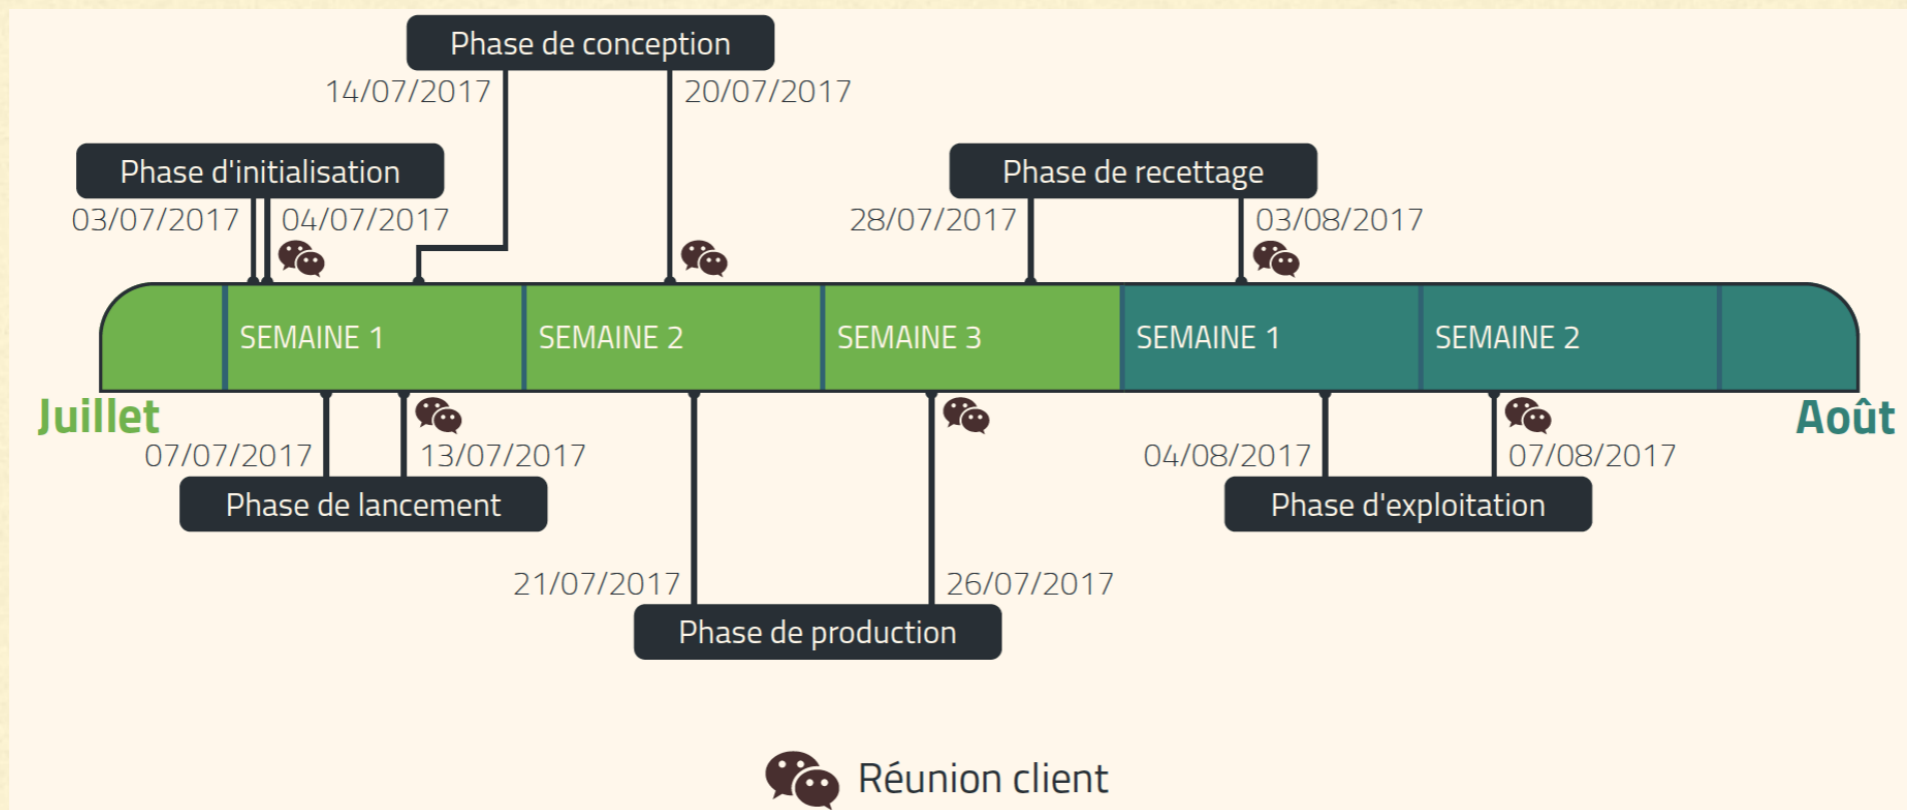 Phase de conception
14/07/2017
20/07/2017
Phase d'initialisation
Phase de recettage
03/07/2017
04/07/2017
28/07/2017
03/08/2017
SEMAINE 1
SEMAINE 2
SEMAINE 3
SEMAINE 1
SEMAINE 2
Juillet
Août
07/07/2017
13/07/2017
04/08/2017
07/08/2017
Phase de lancement
Phase d'exploitation
21/07/2017
26/07/2017
Phase de production
Réunion client